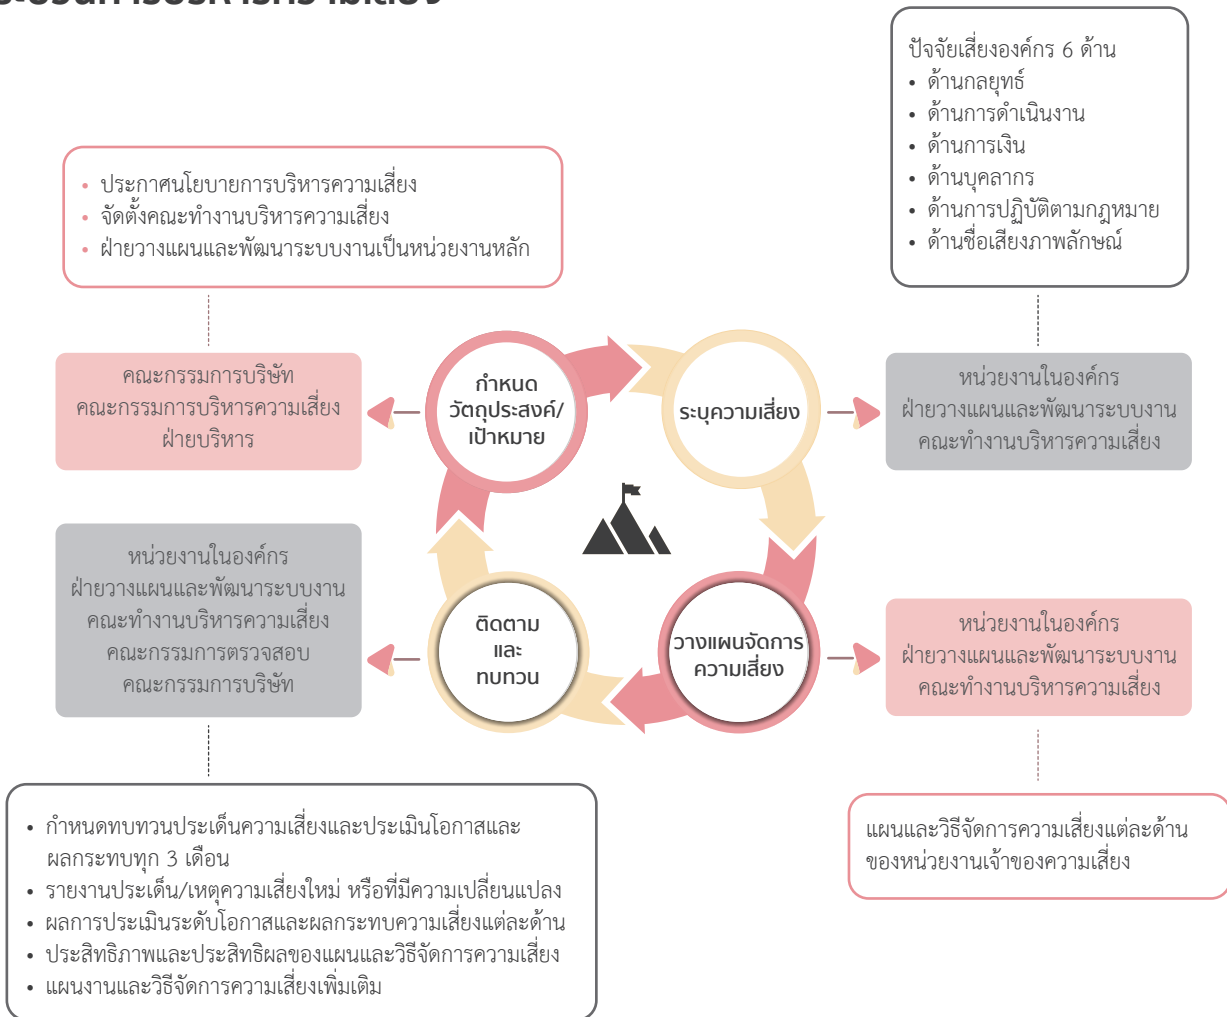 ปัจจัยเสี่ยงองค์กร 6 ด้าน
• ด้านกลยุทธ์
• ด้านการดำเนินงาน
• ด้านการเงิน
• ด้านบุคลากร
• ด้านการปฏิบัติตามกฎหมาย
• ด้านชื่อเสียงภาพลักษณ์
• ประกาศนโยบายการบริหารความเสี่ยง
• จัดตั้งคณะทำงานบริหารความเสี่ยง
• ฝ่ายวางแผนและพัฒนาระบบงานเป็นหน่วยงานหลัก
คณะกรรมการบริษัท
คณะกรรมการบริหารความเสี่ยง
ฝ่ายบริหาร
กำหนด
วัตถุประสงค์/
เป้าหมาย
ระบุความเสี่ยง
หน่วยงานในองค์กร
ฝ่ายวางแผนและพัฒนาระบบงาน
คณะทำงานบริหารความเสี่ยง
หน่วยงานในองค์กร
ฝ่ายวางแผนและพัฒนาระบบงาน
คณะทำงานบริหารความเสี่ยง
คณะกรรมการตรวจสอบ
คณะกรรมการบริษัท
ติดตาม
และ
ทบทวน
วางแผนจัดการ
ความเสี่ยง
หน่วยงานในองค์กร
ฝ่ายวางแผนและพัฒนาระบบงาน
คณะทำงานบริหารความเสี่ยง
• กำหนดทบทวนประเด็นความเสี่ยงและประเมินโอกาสและ
ผลกระทบทุก 3 เดือน
• รายงานประเด็น/เหตุความเสี่ยงใหม่ หรือที่มีความเปลี่ยนแปลง
• ผลการประเมินระดับโอกาสและผลกระทบความเสี่ยงแต่ละด้าน
• ประสิทธิภาพและประสิทธิผลของแผนและวิธีจัดการความเสี่ยง
• แผนงานและวิธีจัดการความเสี่ยงเพิ่มเติม
แผนและวิธีจัดการความเสี่ยงแต่ละด้าน
ของหน่วยงานเจ้าของความเสี่ยง